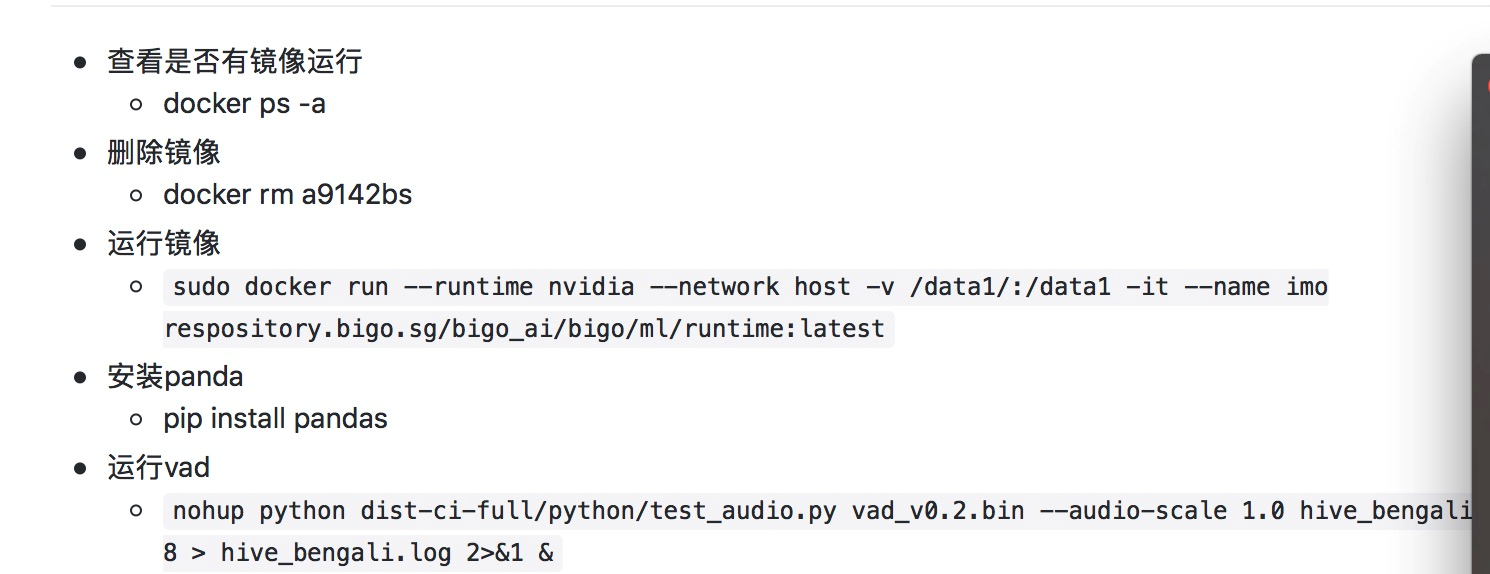 查看是否有镜像运行
docker ps -a
删除镜像
docker rm a9142bs
运行镜像
sudo docker run --runtime nvidia --network host -v /data1/:/data1 -it --name imo
respository.bigo.sg/bigo_ai/bigo/ml/runtime:latest
安装panda
pip install pandas
运行vad
nohup python dist-ci-full/python/test_audio.py vad_v0.2.bin --audio-scale 1.0 hive_bengali
8 > hive_bengali.log 2>&1 &